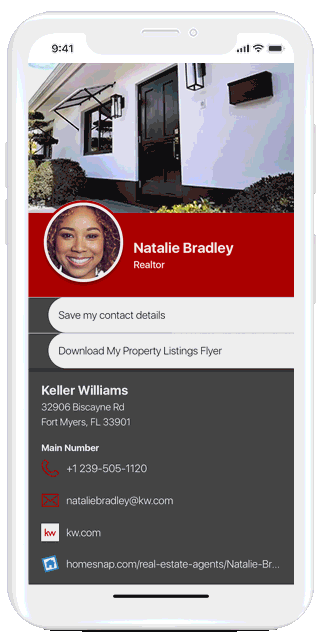 9:41
Natalie Bradley
Realtor
Save my contact details
Download My Property Listings Flyer
Keller Williams
32906 Biscayne Rd
Fort Myers, FL 33901
Main Number
+1 239-505-1120
nataliebradley@kw.com
kw kw.com
homesnap.com/real-estate-agents/Natalie-Br...